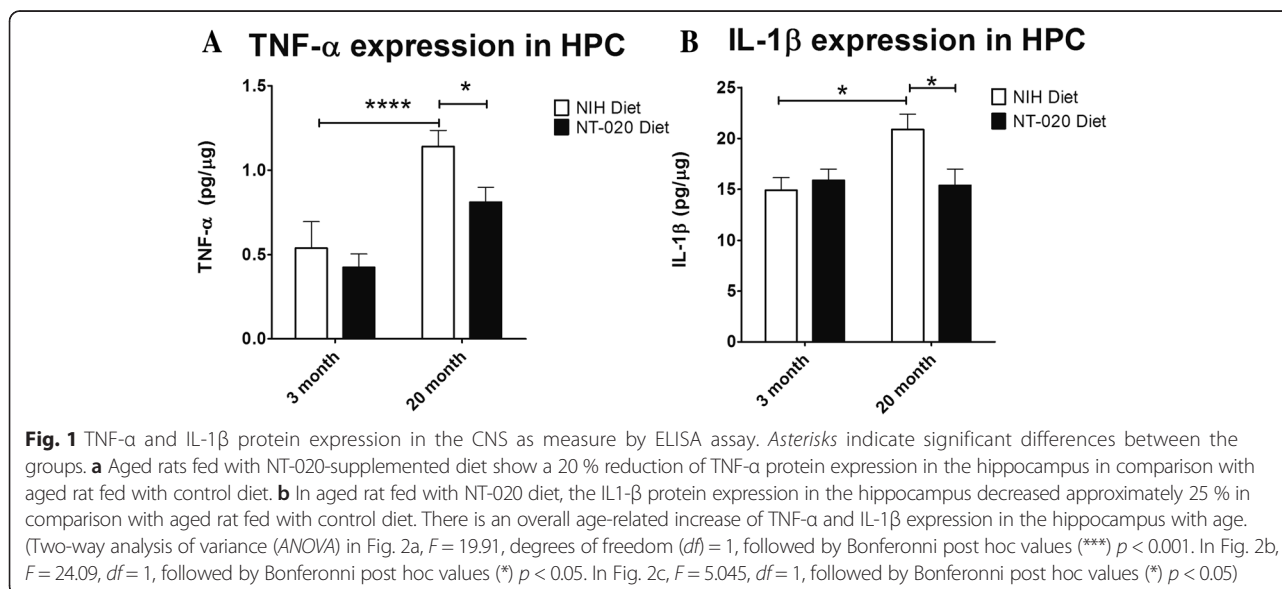 A TNF-α expression in HPC
1.5
1.0
0.5
0.0
TNF-α (pg/μg)
****
*
NIH Diet
NT-020 Diet
3 month
20 month
B IL-1β expression in HPC
25
20
15
10
5
0
IL-1β (pg/μg)
*
*
NIH Diet
NT-020 Diet
3 month
20 month
Fig. 1 TNF-α and IL-1β protein expression in the CNS as measure by ELISA assay. Asterisks indicate significant differences between the
groups. a Aged rats fed with NT-020-supplemented diet show a 20 % reduction of TNF-α protein expression in the hippocampus in comparison with
aged rat fed with control diet. b In aged rat fed with NT-020 diet, the IL1-β protein expression in the hippocampus decreased approximately 25 % in
comparison with aged rat fed with control diet. There is an overall age-related increase of TNF-α and IL-1β expression in the hippocampus with age.
(Two-way analysis of variance (ANOVA) in Fig. 2a, F = 19.91, degrees of freedom (df) = 1, followed by Bonferonni post hoc values (***) p < 0.001. In Fig. 2b,
F = 24.09, df = 1, followed by Bonferonni post hoc values (*) p < 0.05. In Fig. 2c, F = 5.045, df = 1, followed by Bonferonni post hoc values (*) p < 0.05)